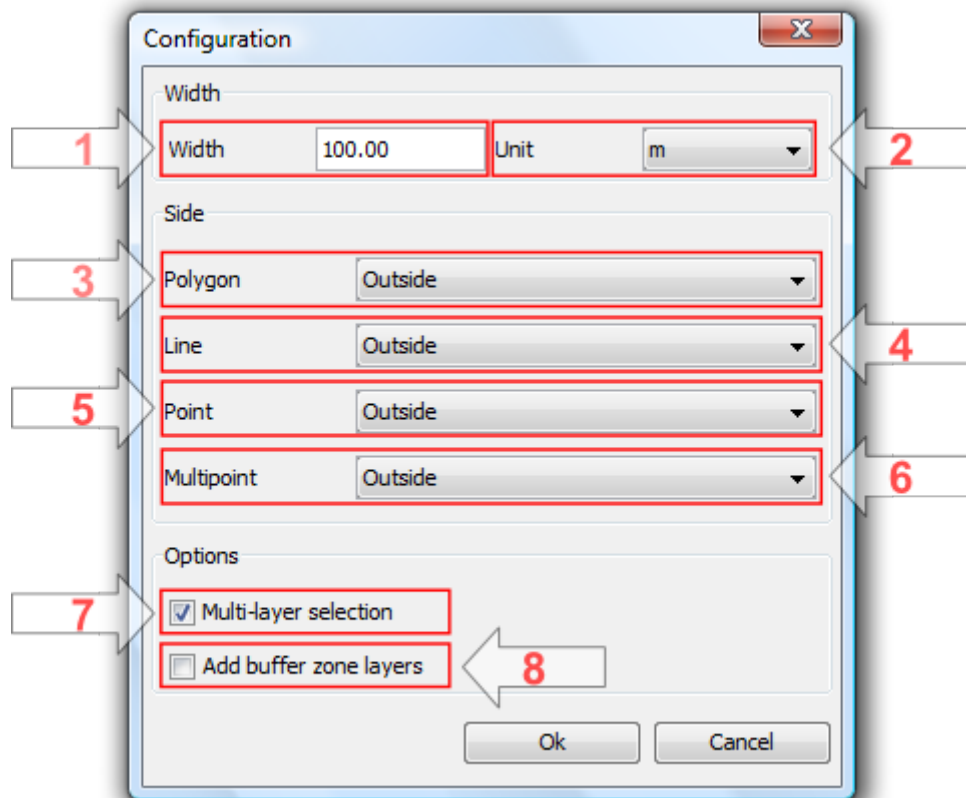 Configuration
Width
1 Width 100.00 Unit m 2
Side
3 Polygon Outside
Line Outside 4
5 Point Outside
Multipoint Outside 6
Options
7 Multi-layer selection
Add buffer zone layers 8
Ok Cancel